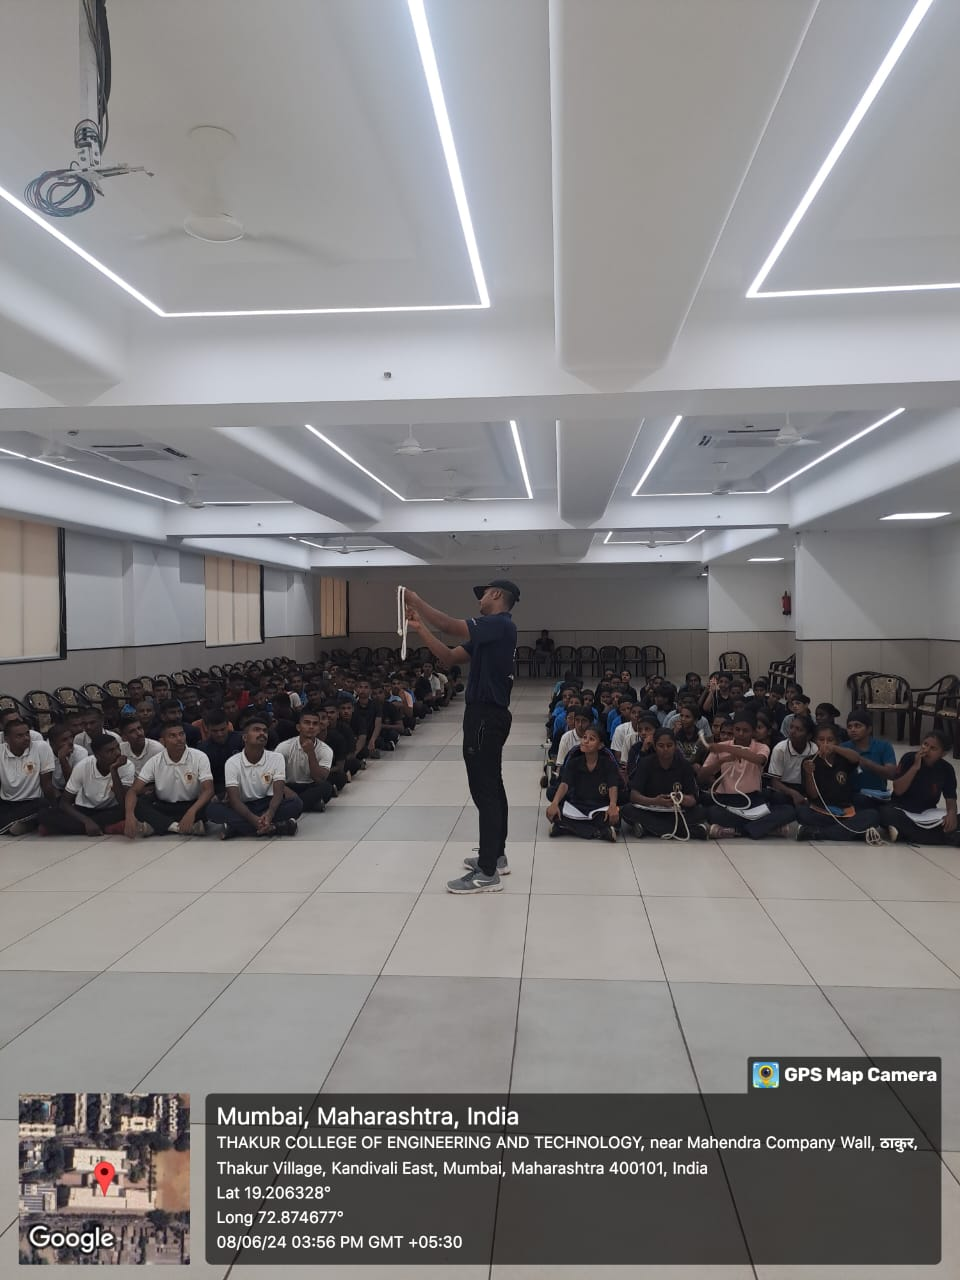 GPS Map Camera
Mumbai, Maharashtra, India
THAKUR COLLEGE OF ENGINEERING AND TECHNOLOGY, near Mahendra Company Wall, ठाकुर,
Thakur Village, Kandivali East, Mumbai, Maharashtra 400101, India
Lat 19.206328°
Long 72.874677°
08/06/24 03:56 PM GMT +05:30
Google